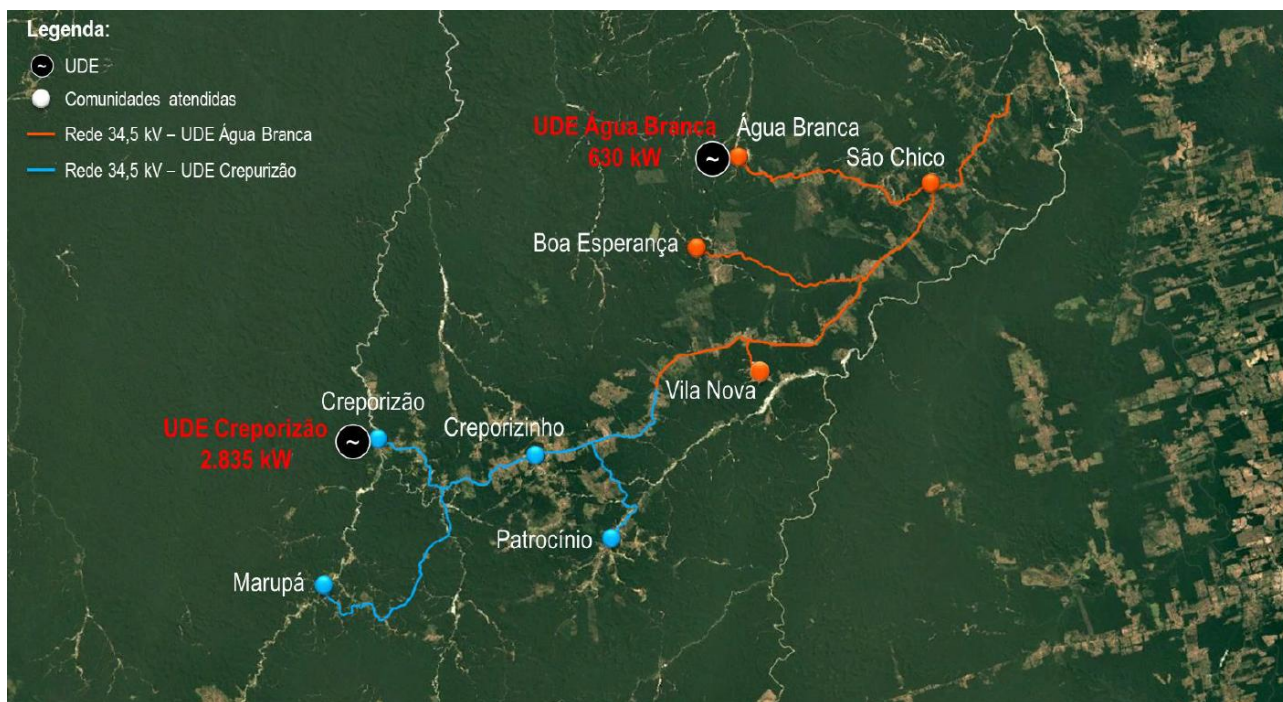 Legenda:
~ UDE
Comunidades atendidas
Rede 34,5 kV – UDE Água Branca
Rede 34,5 kV – UDE Crepurizão
UDE Água Branca
630 kW
~
Água Branca
São Chico
Boa Esperança
Vila Nova
Creporizão
UDE Creporizão
2.835 kW
~
Creporizinho
Patrocínio
Marupá